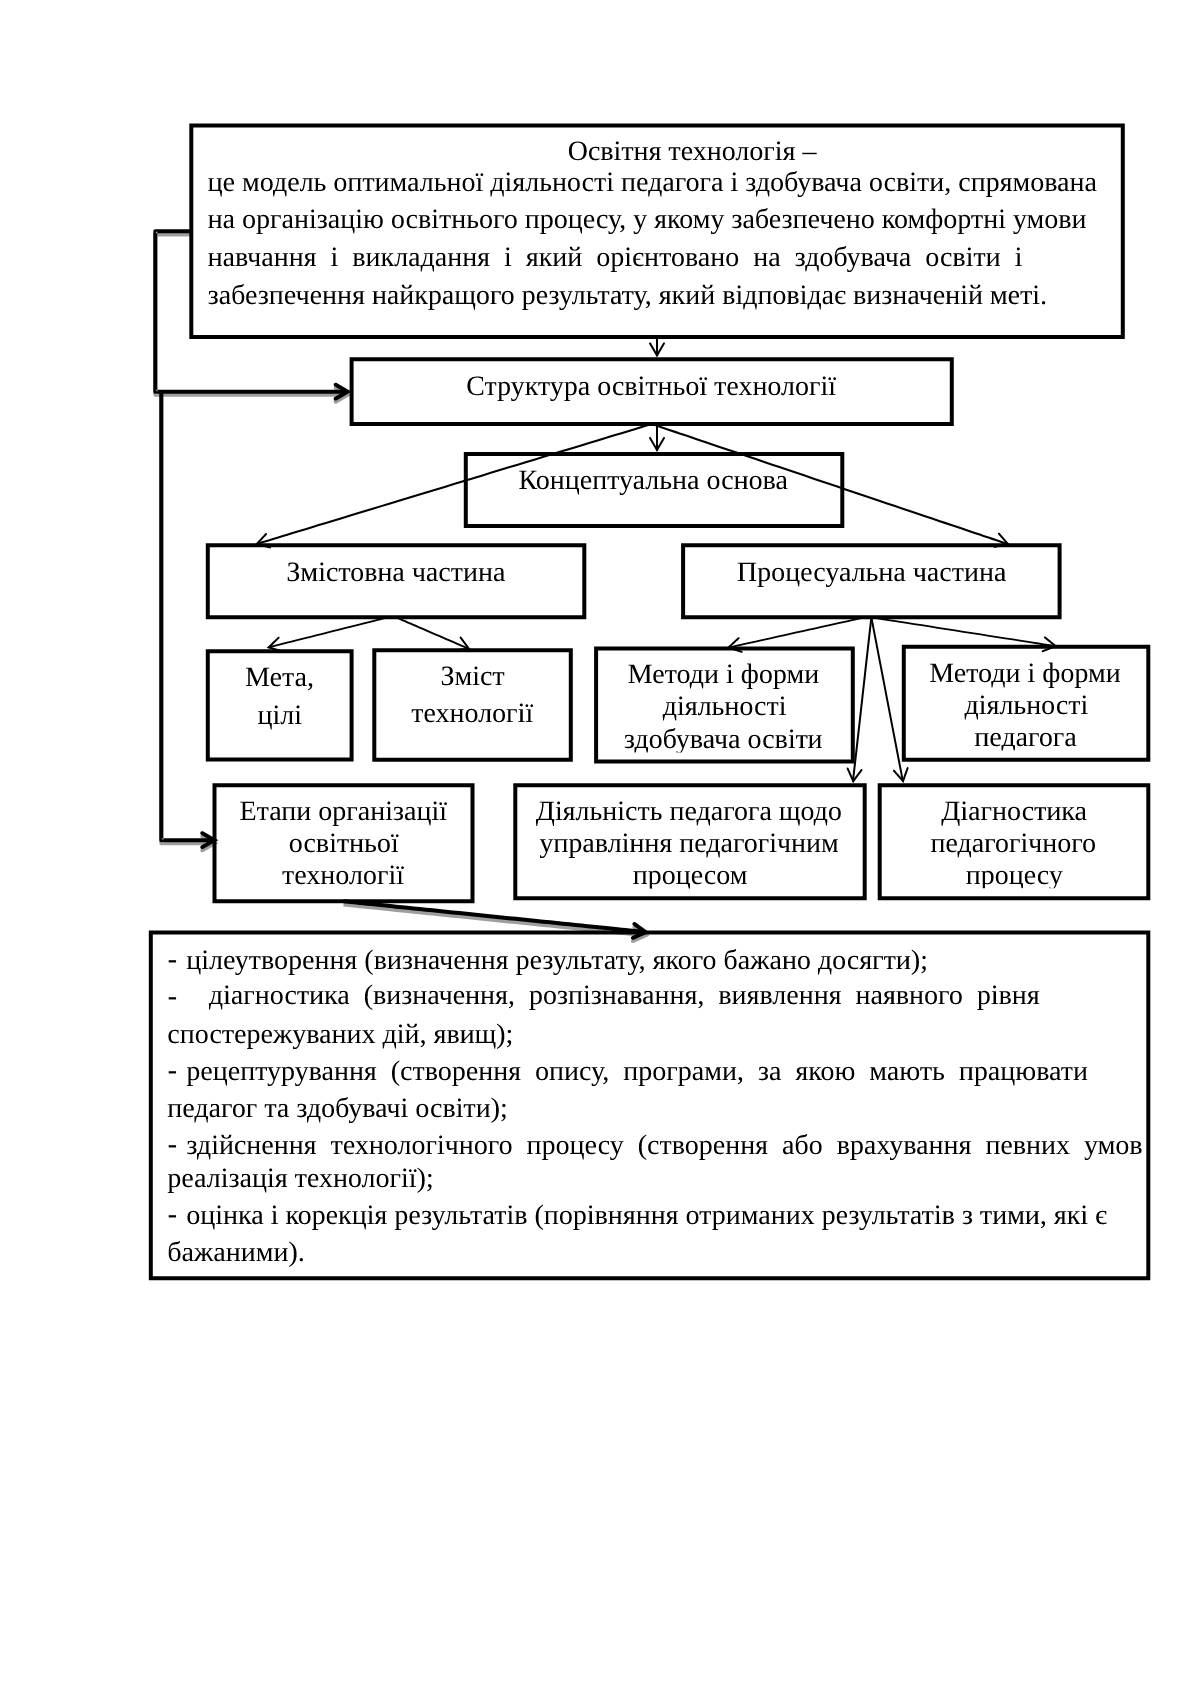 Освітня технологія –
це модель оптимальної діяльності педагога і здобувача освіти, спрямована
на організацію освітнього процесу, у якому забезпечено комфортні умови
навчання і викладання і який орієнтовано на здобувача освіти і
забезпечення найкращого результату, який відповідає визначеній меті.
Структура освітньої технології
Концептуальна основа
Змістовна частина
Процесуальна частина
Мета,
цілі
Зміст
технології
Методи і форми
діяльності
здобувача освіти
Методи і форми
діяльності
педагога
Етапи організації
освітньої
технології
Діяльність педагога щодо
управління педагогічним
процесом
Діагностика
педагогічного
процесу
- цілеутворення (визначення результату, якого бажано досягти);
- діагностика (визначення, розпізнавання, виявлення наявного рівня
спостережуваних дій, явищ);
- рецептурування (створення опису, програми, за якою мають працювати
педагог та здобувачі освіти);
- здійснення технологічного процесу (створення або врахування певних умов
реалізація технології);
- оцінка і корекція результатів (порівняння отриманих результатів з тими, які є
бажаними).